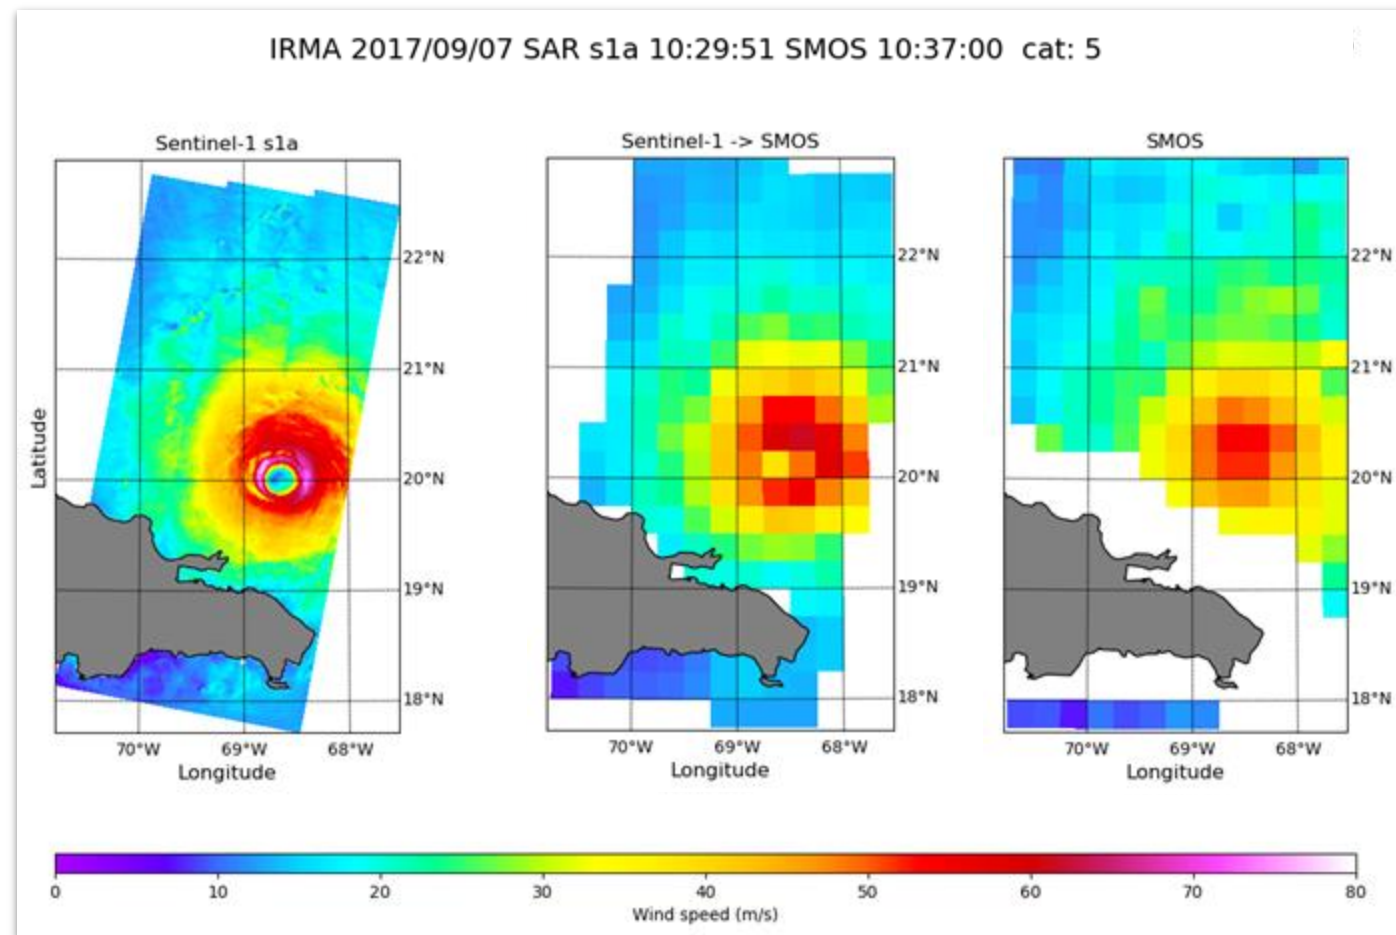 IRMA 2017/09/07 SAR s1a 10:29:51 SMOS 10:37:00 cat: 5
Sentinel-1 s1a
Latitude
22°N
21°N
20°N
19°N
18°N
70°W 69°W 68°W
Longitude
Sentinel-1 -> SMOS
22°N
21°N
20°N
19°N
18°N
70°W 69°W 68°W
Longitude
SMOS
22°N
21°N
20°N
19°N
18°N
70°W 69°W 68°W
Longitude
0 10 20 30 40 50 60 70 80
Wind speed (m/s)